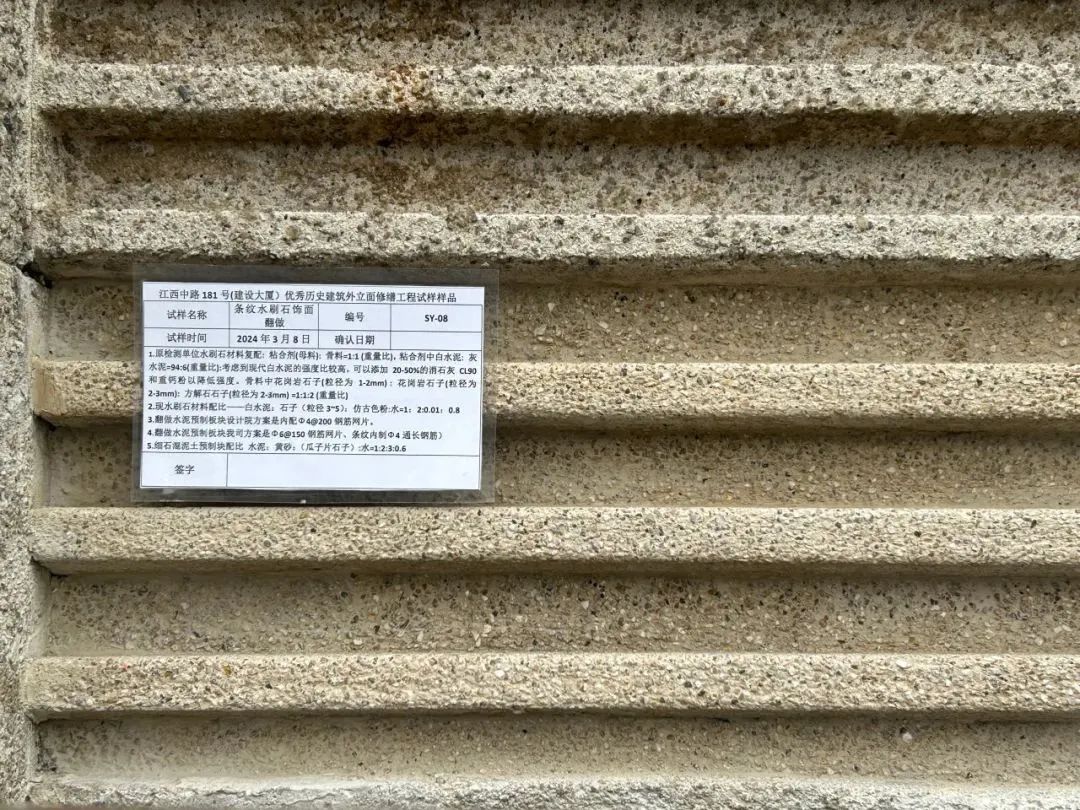 江西中路 181 号(建设大厦）优秀历史建筑外立面修缮工程试样样品
试样名称 条纹水刷石饰面翻做 编号 SY-08
试样时间 2024 年 3 月 8 日 确认日期
1.原检测单位水刷石材料复配: 粘合剂(母料): 骨料=1:1 (重量比)，粘合剂中白水泥: 灰
水泥=94:6(重量比);考虑到现代白水泥的强度比较高，可以添加 20-50%的消石灰 CL90
和重钙粉以降低强度。骨料中花岗岩石子(粒径为 1-2mm)：花岗岩石子(粒径为
2-3mm): 方解石石子(粒径为 2-3mm) =1:1:2 (重量比)
2.现水刷石材料配比——白水泥: 石子（粒径 3~5）: 仿古色粉:水=1: 2:0.01: 0.8
3.翻做水泥预制板块设计院方案是内配Φ4@200 钢筋网片。
4.翻做水泥预制板块我司方案是Φ6@150 钢筋网片、条纹内制Φ4 通长钢筋）
5.细石混泥土预制块配比 水泥: 黄砂:（瓜子片石子）:水=1:2:3:0.6
签字